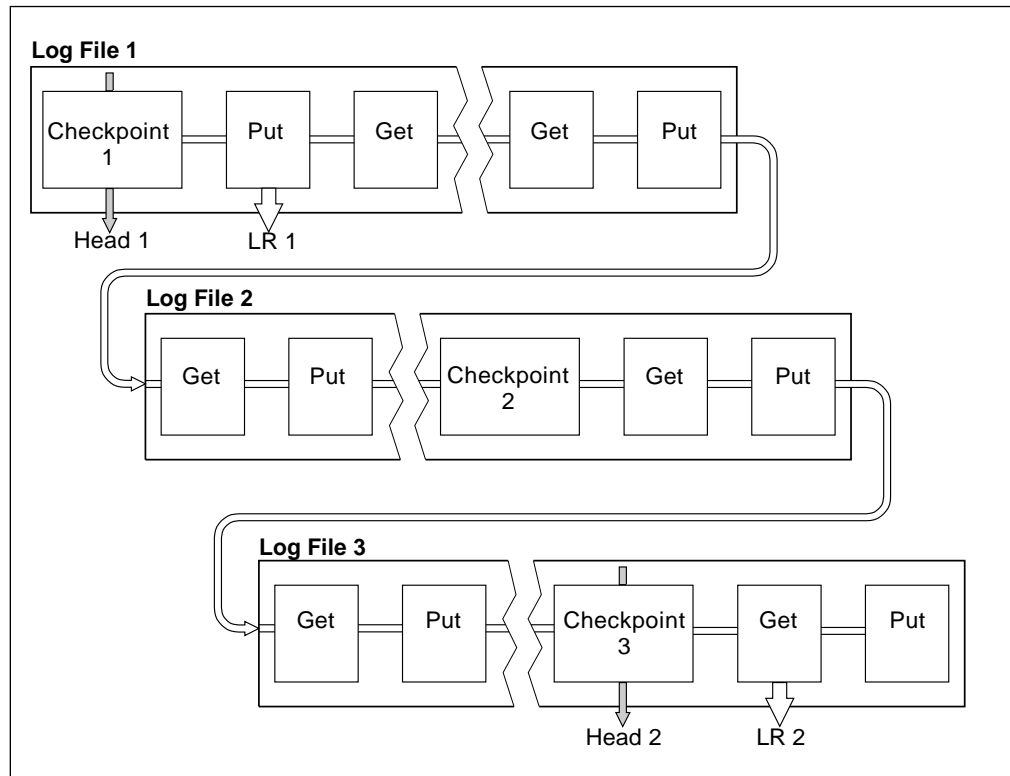 Log File 1
Checkpoint
1
Put
Get
Get
Put
Head 1
LR 1
Log File 2
Get
Put
Checkpoint
2
Get
Put
Log File 3
Get
Put
Checkpoint
3
Get
Put
Head 2
LR 2